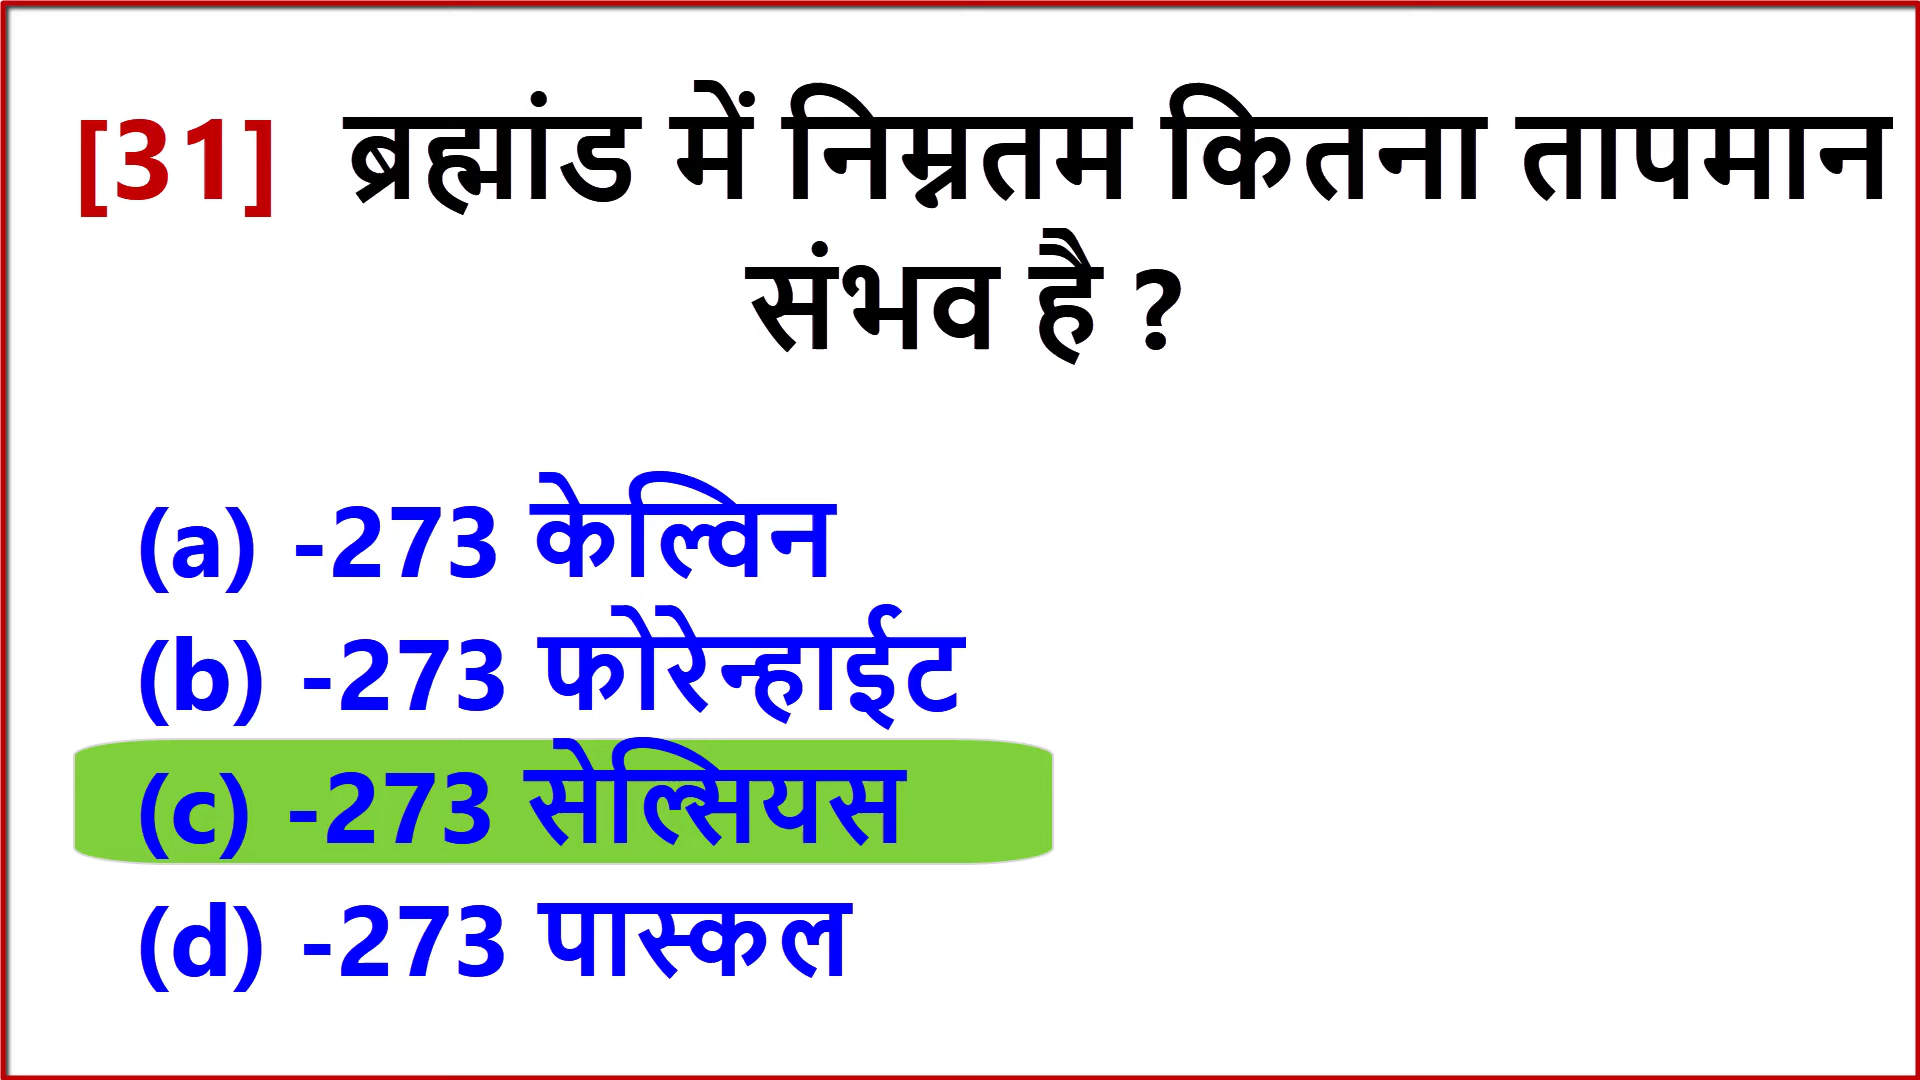 [31] ब्रह्मांड में निम्नतम कितना तापमान
संभव है ?
(a) -273 केल्विन
(b) -273 फोरेन्हाईट
(c) -273 सेल्सियस
(d) -273 पास्कल